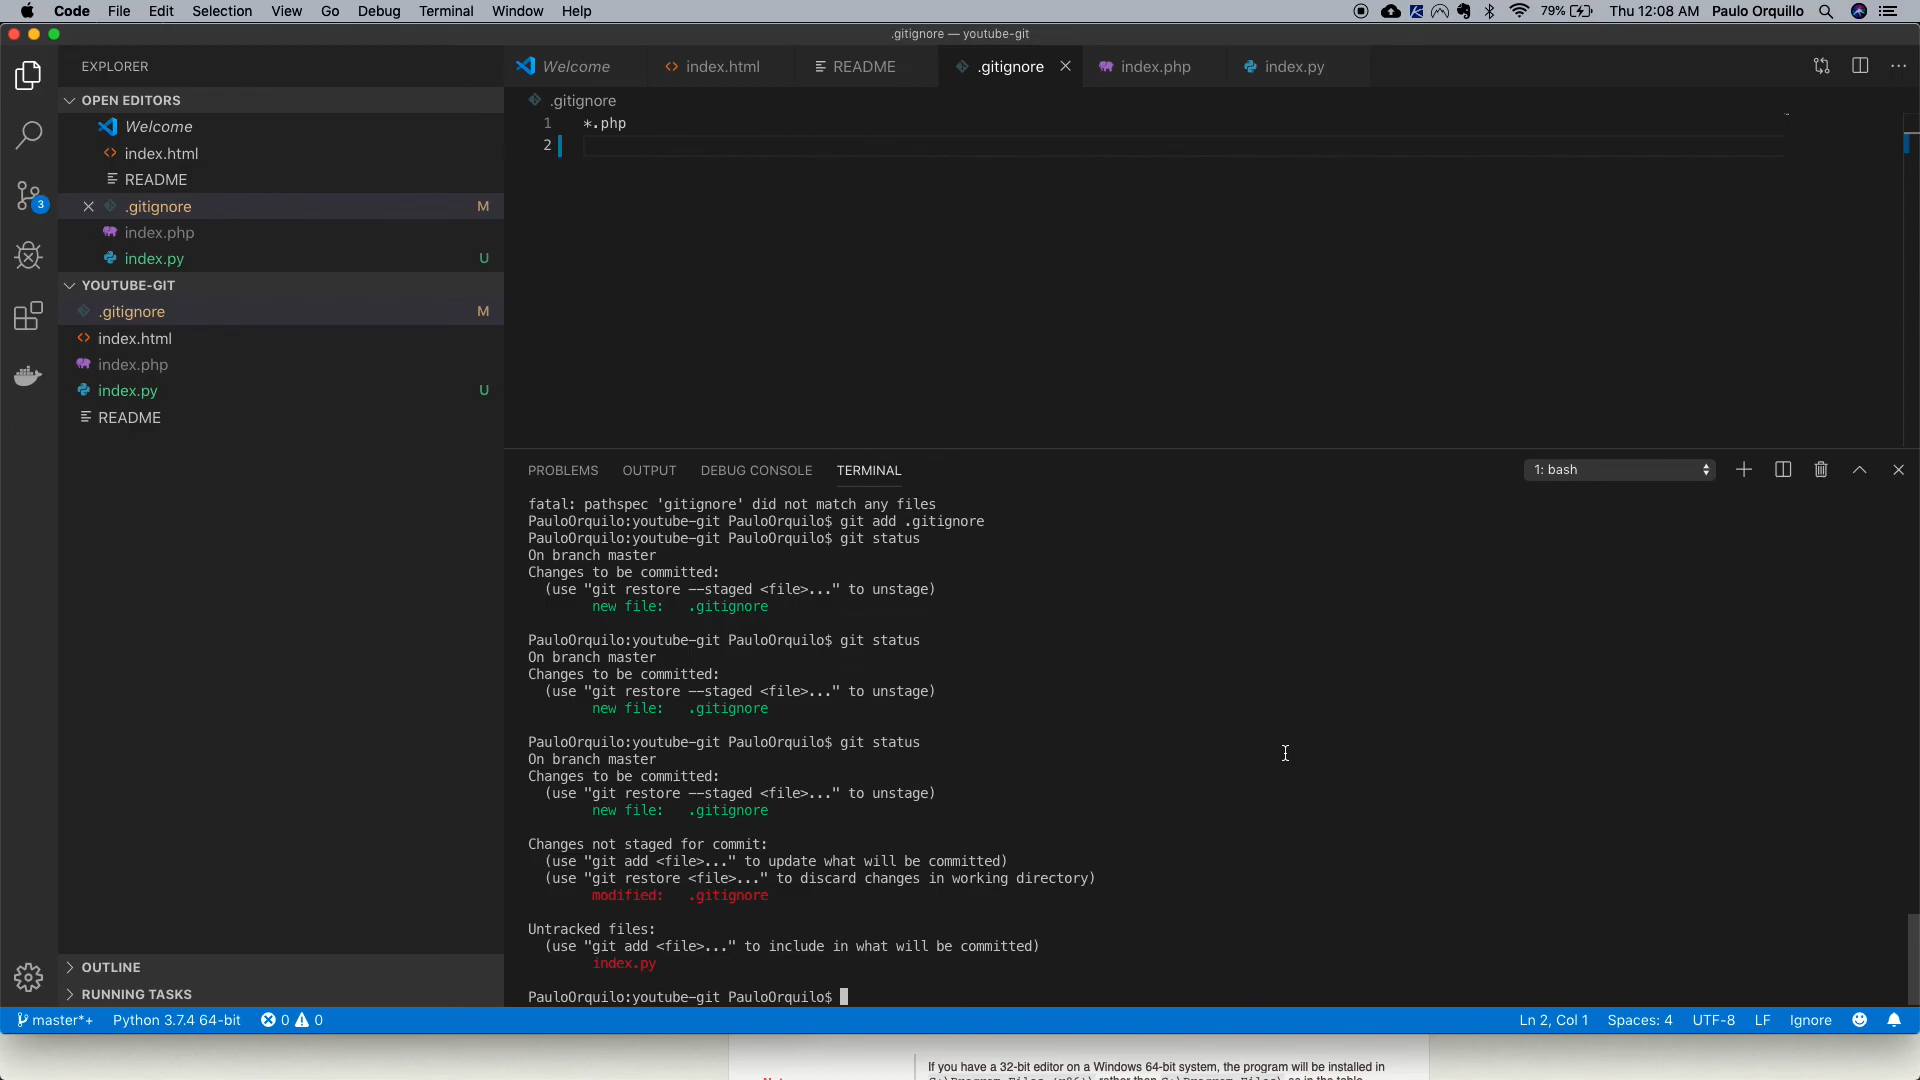 Code File Edit Selection View Go Debug Terminal Window Help 79% Thu 12:08 AM Paulo Orquillo
.gitignore — youtube-git
EXPLORER
Welcome index.html README .gitignore index.php index.py
OPEN EDITORS
Welcome
index.html
README
.gitignore M
index.php
index.py U
YOUTUBE-GIT
.gitignore M
index.html
index.php
index.py U
README
OUTLINE
RUNNING TASKS
3
.gitignore
1 *.php
2
PROBLEMS OUTPUT DEBUG CONSOLE TERMINAL 1: bash
fatal: pathspec 'gitignore' did not match any files
PauloOrquilo:youtube-git PauloOrquilo$ git add .gitignore
PauloOrquilo:youtube-git PauloOrquilo$ git status
On branch master
Changes to be committed:
(use "git restore --staged <file>..." to unstage)
new file: .gitignore
PauloOrquilo:youtube-git PauloOrquilo$ git status
On branch master
Changes to be committed:
(use "git restore --staged <file>..." to unstage)
new file: .gitignore
PauloOrquilo:youtube-git PauloOrquilo$ git status
On branch master
Changes to be committed:
(use "git restore --staged <file>..." to unstage)
new file: .gitignore
Changes not staged for commit:
(use "git add <file>..." to update what will be committed)
(use "git restore <file>..." to discard changes in working directory)
modified: .gitignore
Untracked files:
(use "git add <file>..." to include in what will be committed)
index.py
PauloOrquilo:youtube-git PauloOrquilo$
master*+ Python 3.7.4 64-bit 0 0 Ln 2, Col 1 Spaces: 4 UTF-8 LF Ignore
If you have a 32-bit editor on a Windows 64-bit system, the program will be installed in